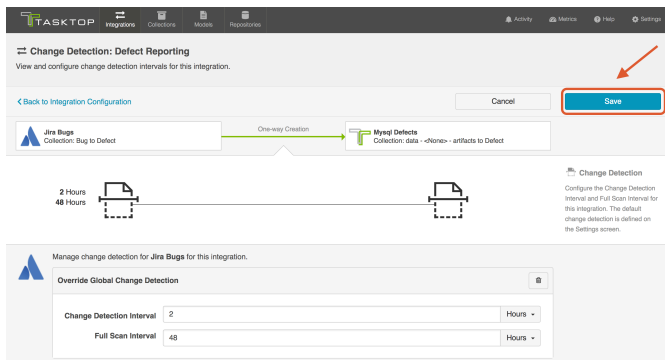 TASKTOP
Integrations
Collections
Models
Repositories
Activity
Metrics
Help
Settings
Change Detection: Defect Reporting
View and configure change detection intervals for this integration.
Back to Integration Configuration
Cancel
Save
Jira Bugs
Collection: Bug to Defect
One-way Creation
Mysql Defects
Collection: data - <None> - artifacts to Defect
2 Hours
48 Hours
Change Detection
Configure the Change Detection
Interval and Full Scan Interval for
this integration. The default
change detection is defined on
the Settings screen.
Manage change detection for Jira Bugs for this integration.
Override Global Change Detection
Change Detection Interval 2 Hours
Full Scan Interval 48 Hours